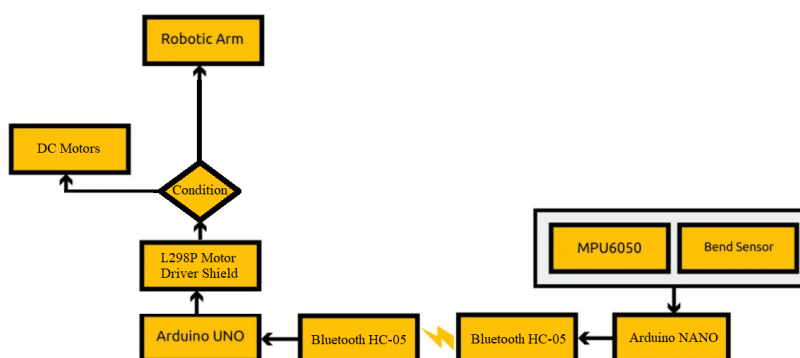 Robotic Arm
DC Motors
Condition
L298P Motor
Driver Shield
MPU6050
Bend Sensor
Arduino UNO
Bluetooth HC-05
Bluetooth HC-05
Arduino NANO